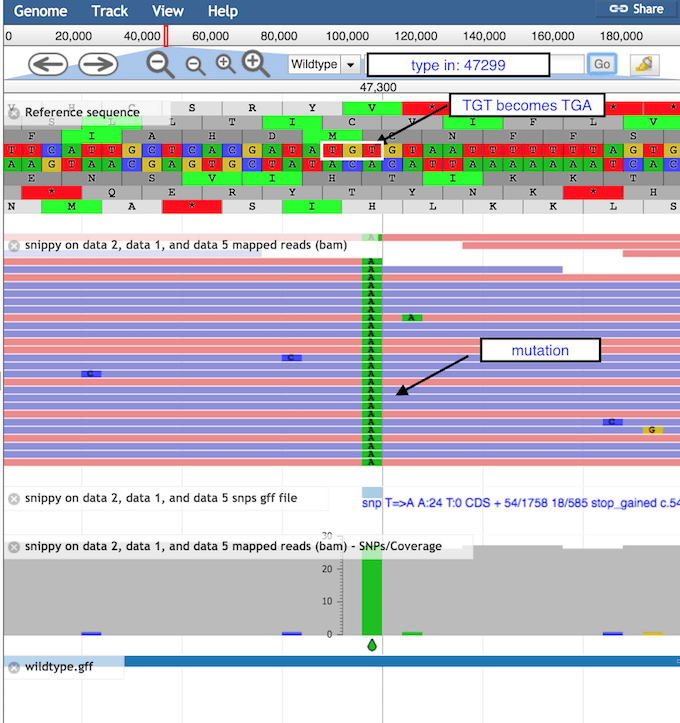 Genome Track View Help Share
0 20,000 40,000 60,000 80,000 100,000 120,000 140,000 160,000 180,000
Wildtype type in: 47299 Go
47,300
S R Y V * * *
TGT becomes TGA
Reference sequence
L T I C V I F L V
F I A H D M C N F F S
T T C A T T G C T C A C G A T A T G T G T A A T T T T T T T A G T G
A A G T A A C G A G T G C T A T A C A C A T T A A A A A A A T C A C
E N S V I H T I K K T
* Q E R Y T Y N K * H
N M A * S I H L K K L S
snippy on data 2, data 1, and data 5 mapped reads (bam)
A
A
A
A
A
A
A
A A
A
A
A
A
C A
A
C A
A
A
A
A
A
C A
A G
A
A
A
A
mutation
snippy on data 2, data 1, and data 5 snps gff file
snp T=>A A:24 T:0 CDS + 54/1758 18/585 stop_gained c.54
snippy on data 2, data 1, and data 5 mapped reads (bam) - SNPs/Coverage
30
20
10
0
wildtype.gff